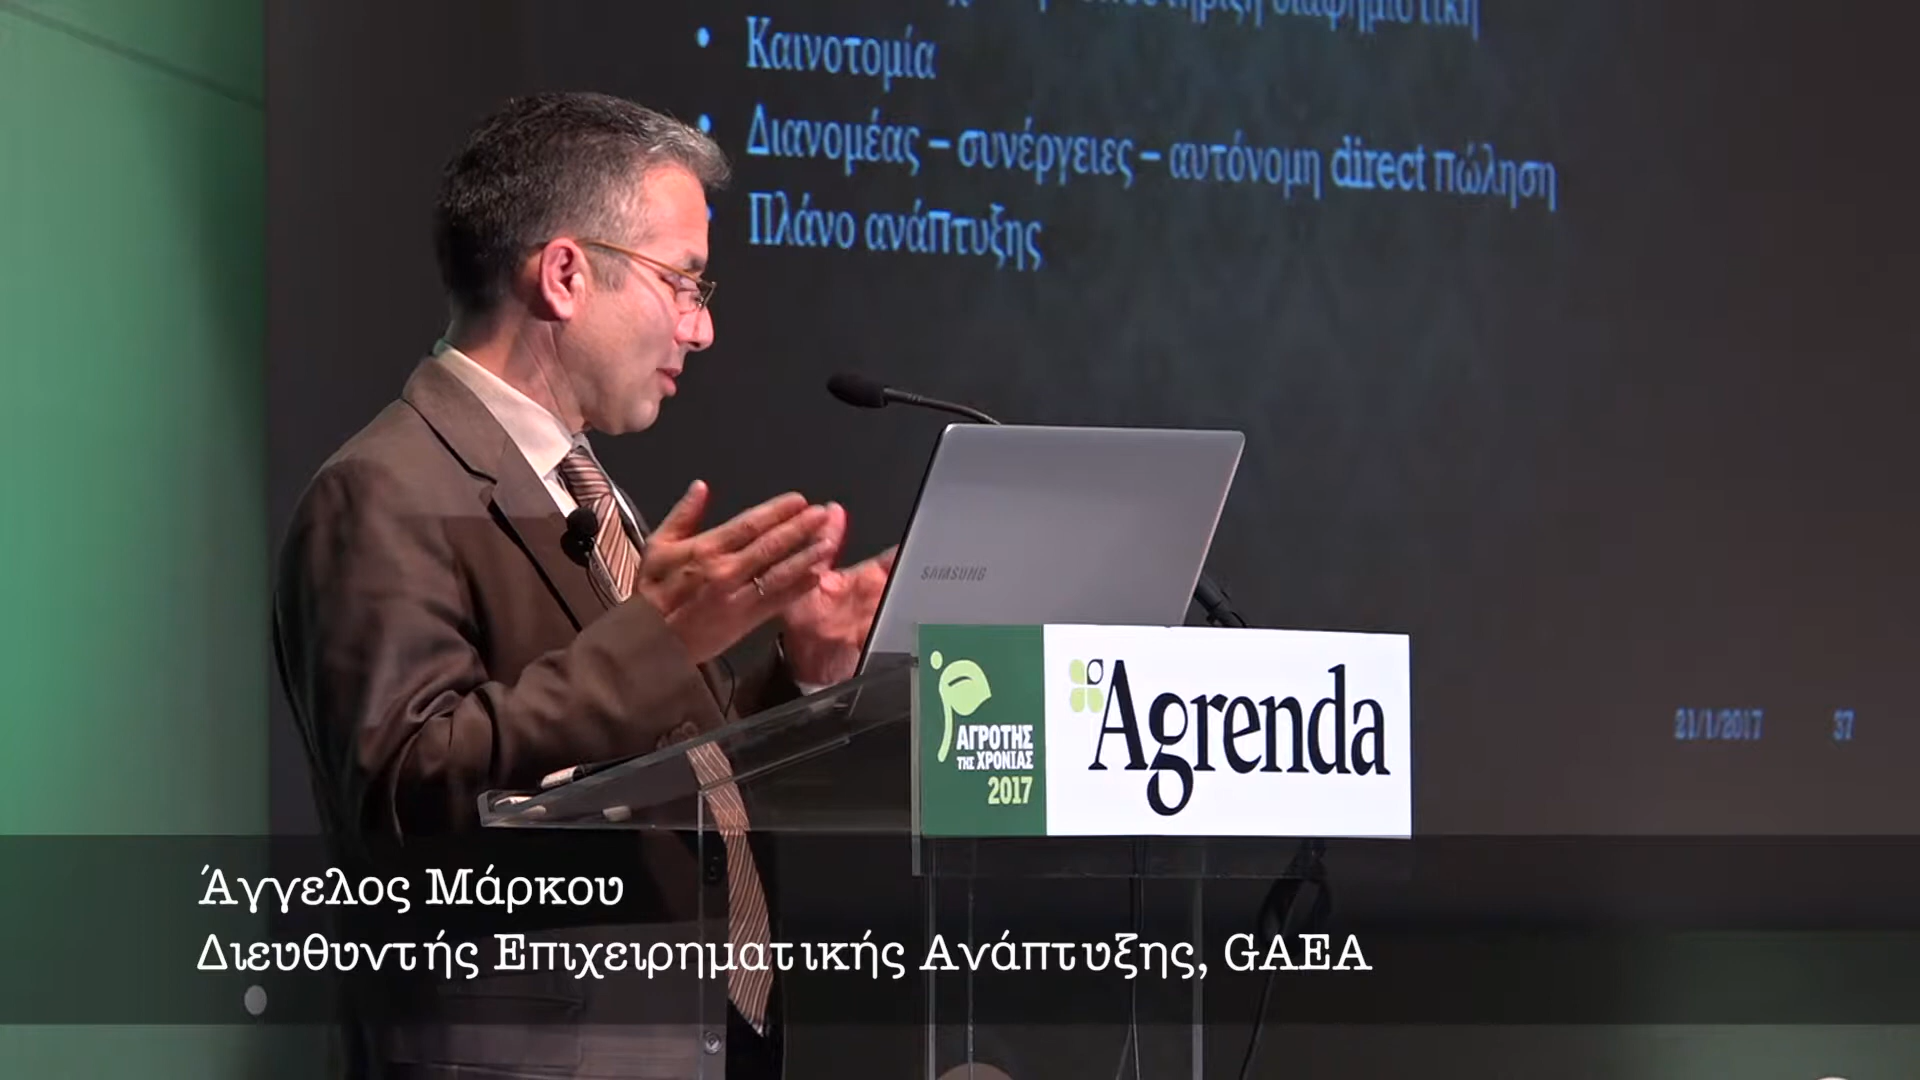 διαφημιστική
• Καινοτομία
• Διανομέας – συνέργειες – αυτόνομη direct πώληση
• Πλάνο ανάπτυξης
SAMSUNG
ΑΓΡΟΤΗΣ
ΤΗΣ ΧΡΟΝΙΑΣ
2017
Agrenda
21/1/2017 37
Άγγελος Μάρκου
Διευθυντής Επιχειρηματικής Ανάπτυξης, GAEA